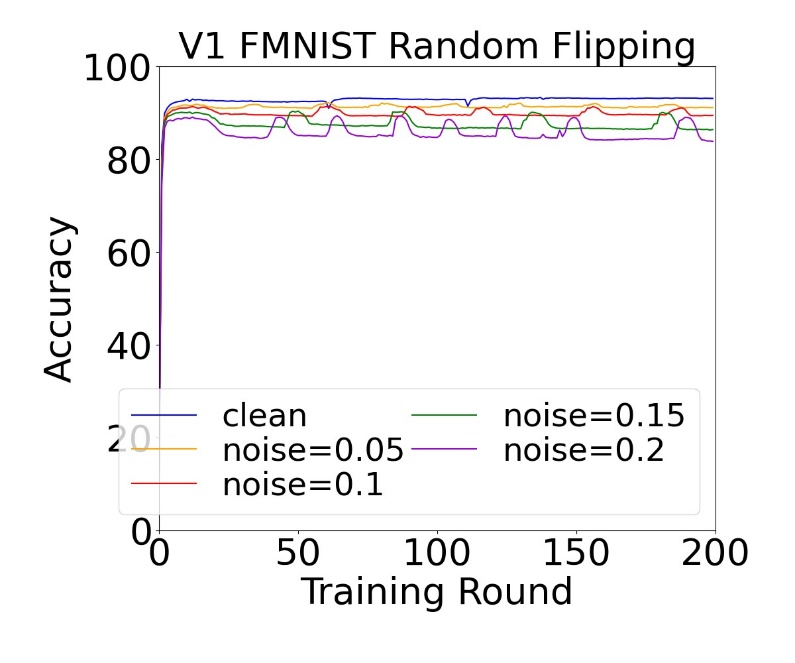 V1 FMNIST Random Flipping
100
80
60
40
20
0
Accuracy
clean
noise=0.05
noise=0.1
noise=0.15
noise=0.2
0 50 100 150 200
Training Round